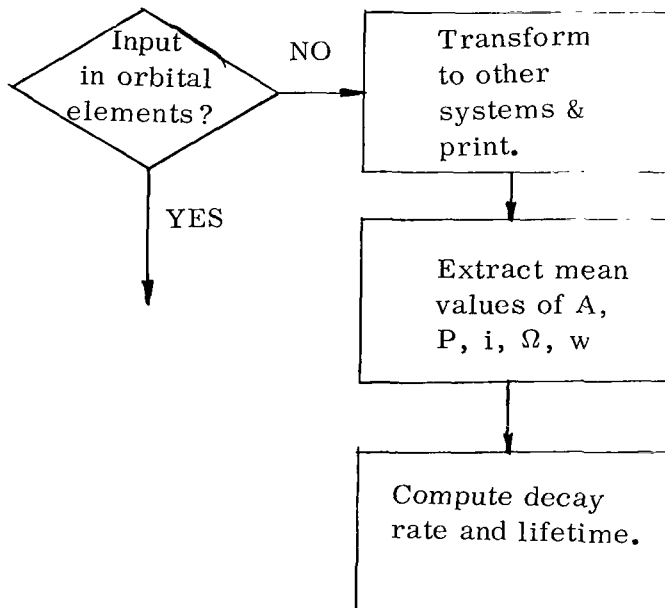 Input
in orbital
elements?
NO
Transform
to other
systems &
print.
YES
Extract mean
values of A,
P, i, Ω, w
Compute decay
rate and lifetime.